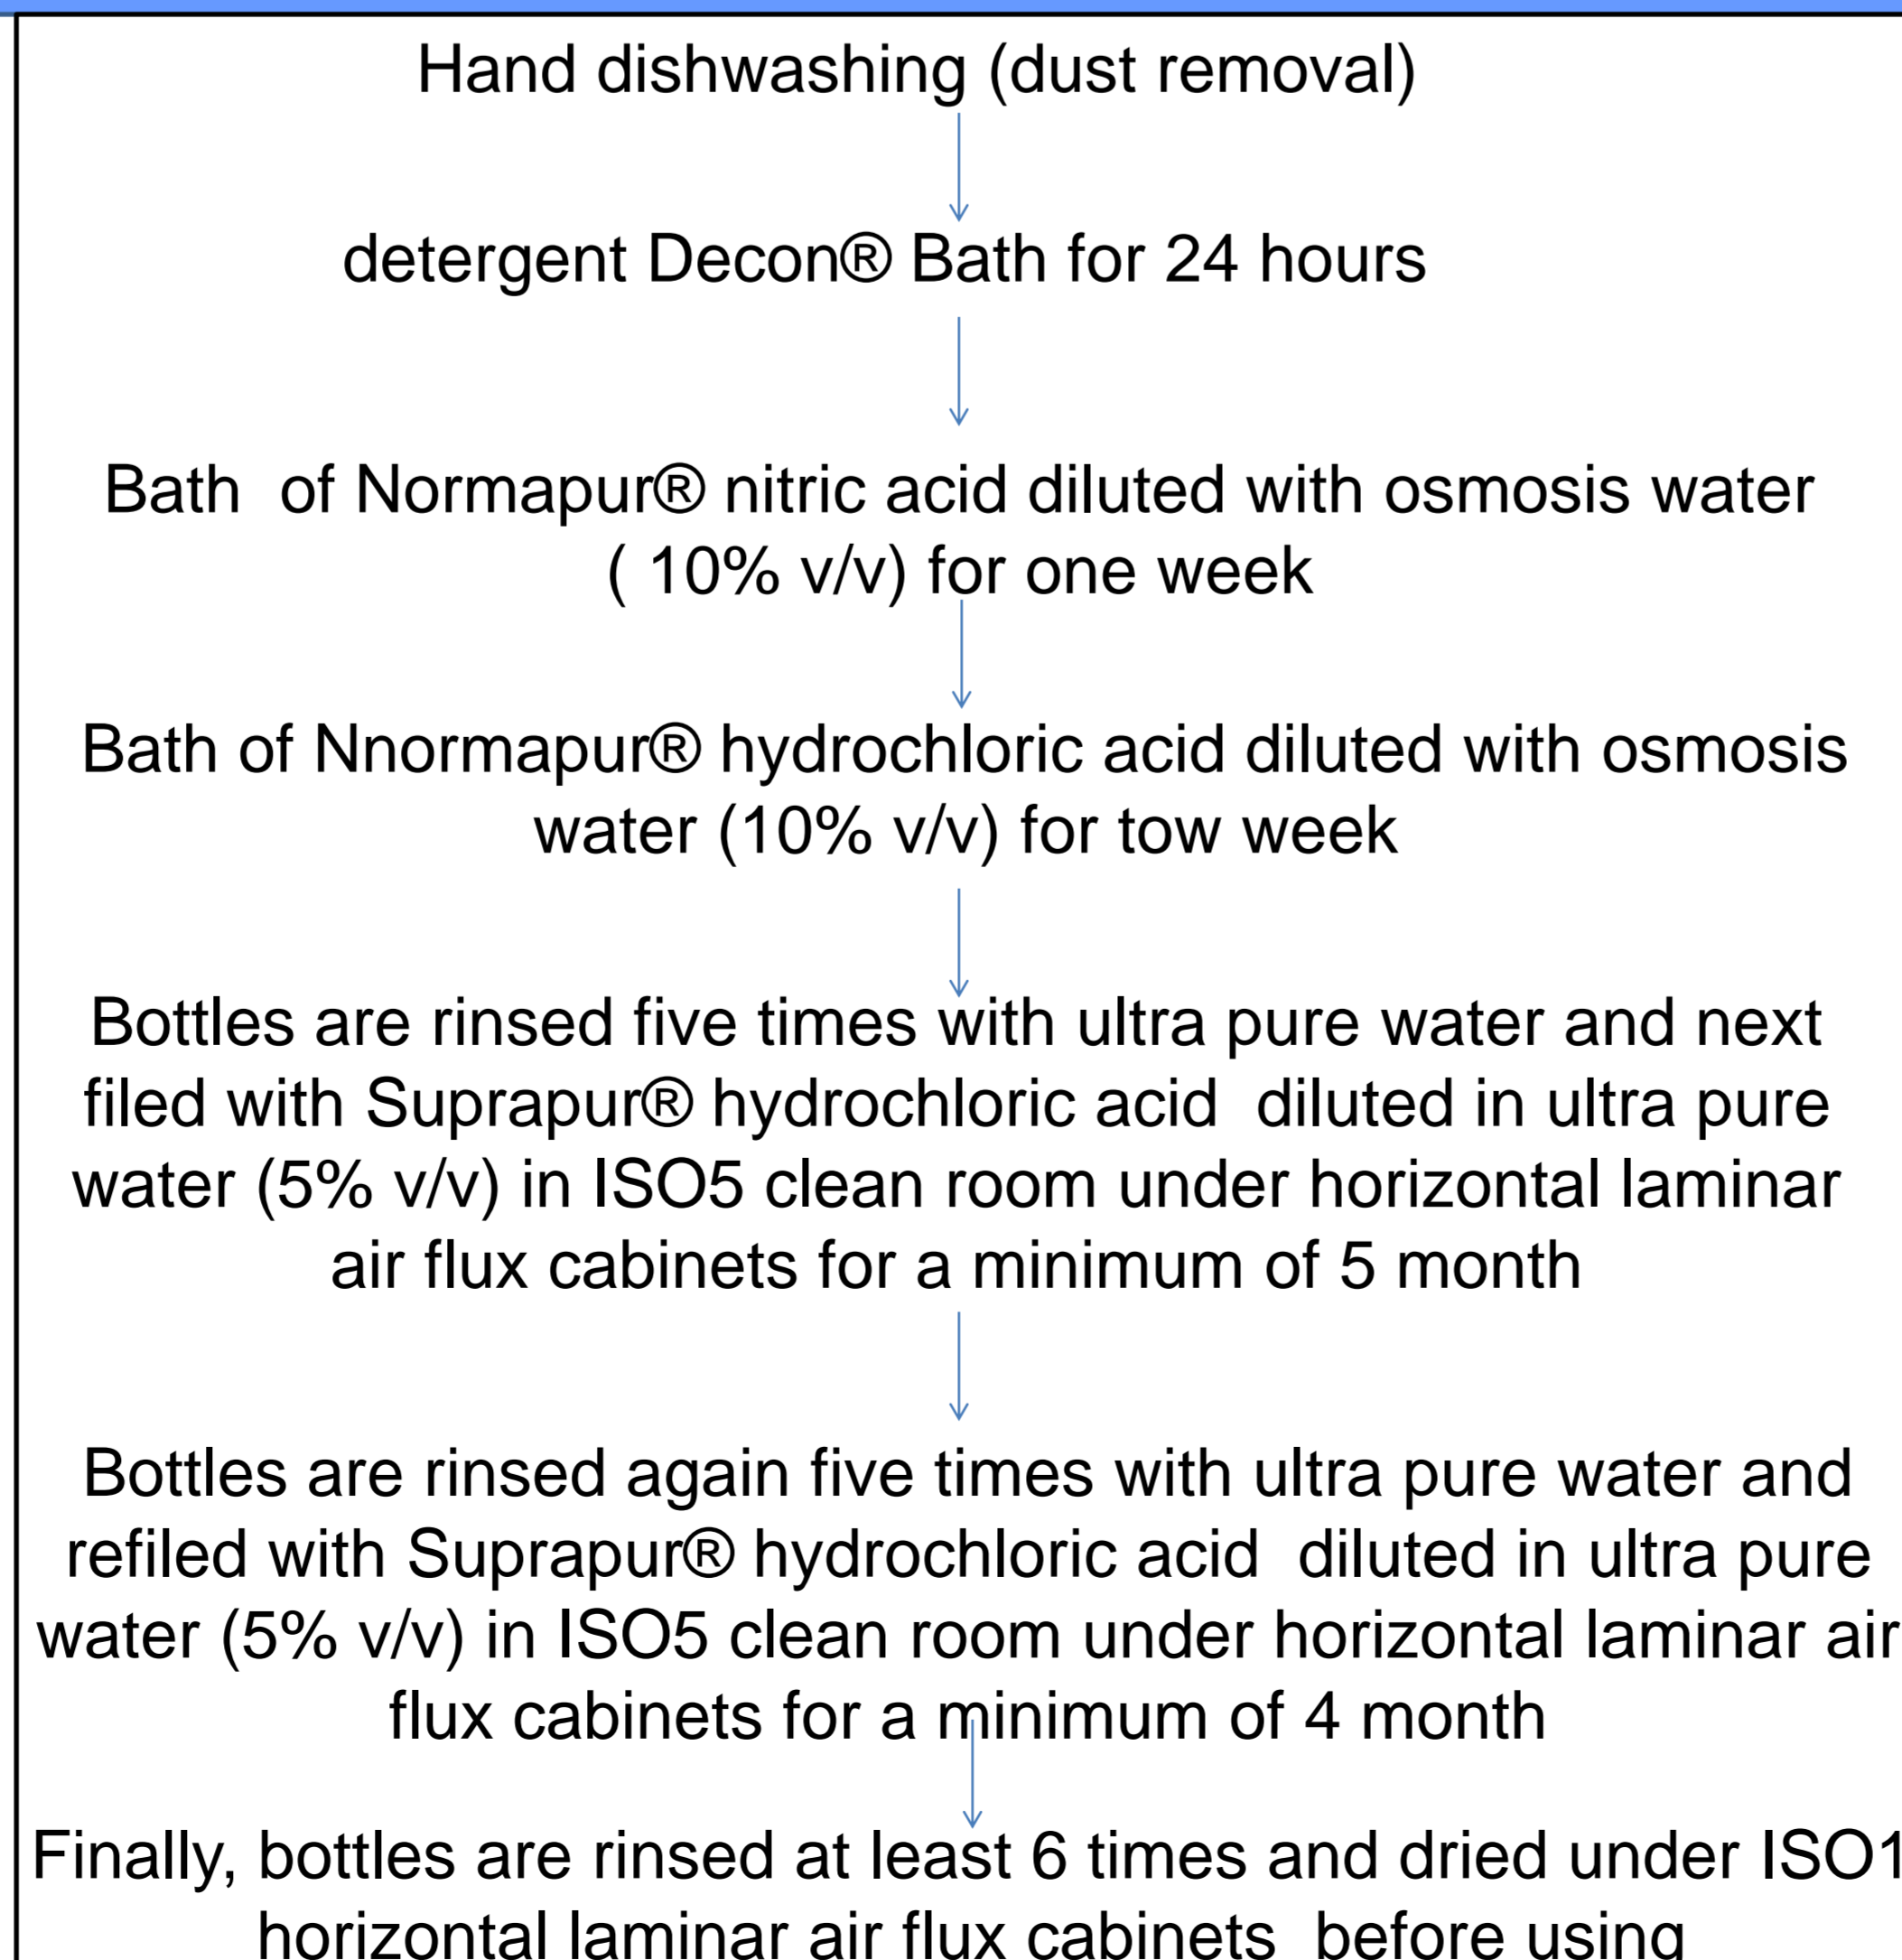 Hand dishwashing (dust removal)
detergent Decon® Bath for 24 hours
Bath  of Normapur® nitric acid diluted with osmosis water
( 10% v/v) for one week
Bath of Nnormapur® hydrochloric acid diluted with osmosis
water (10% v/v) for tow week
Bottles are rinsed five times with ultra pure water and next
filed with Suprapur® hydrochloric acid  diluted in ultra pure
water (5% v/v) in ISO5 clean room under horizontal laminar
air flux cabinets for a minimum of 5 month
Bottles are rinsed again five times with ultra pure water and
refiled with Suprapur® hydrochloric acid  diluted in ultra pure
water (5% v/v) in ISO5 clean room under horizontal laminar air
flux cabinets for a minimum of 4 month
Finally, bottles are rinsed at least 6 times and dried under ISO1
horizontal laminar air flux cabinets  before using